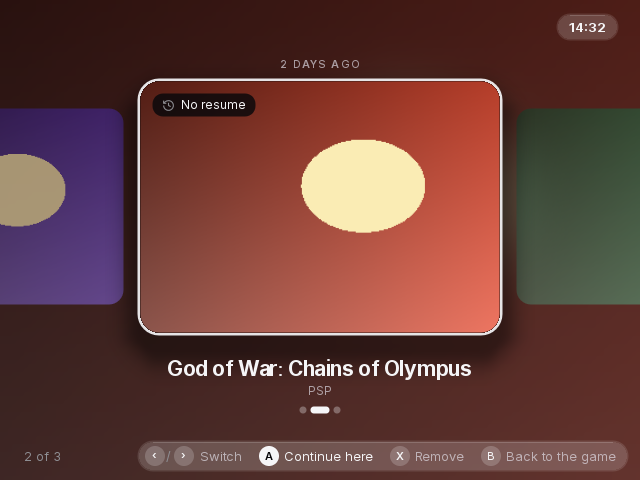 14:32
2 DAYS AGO
No resume
God of War: Chains of Olympus
PSP
2 of 3
‹ / › Switch A Continue here X Remove B Back to the game